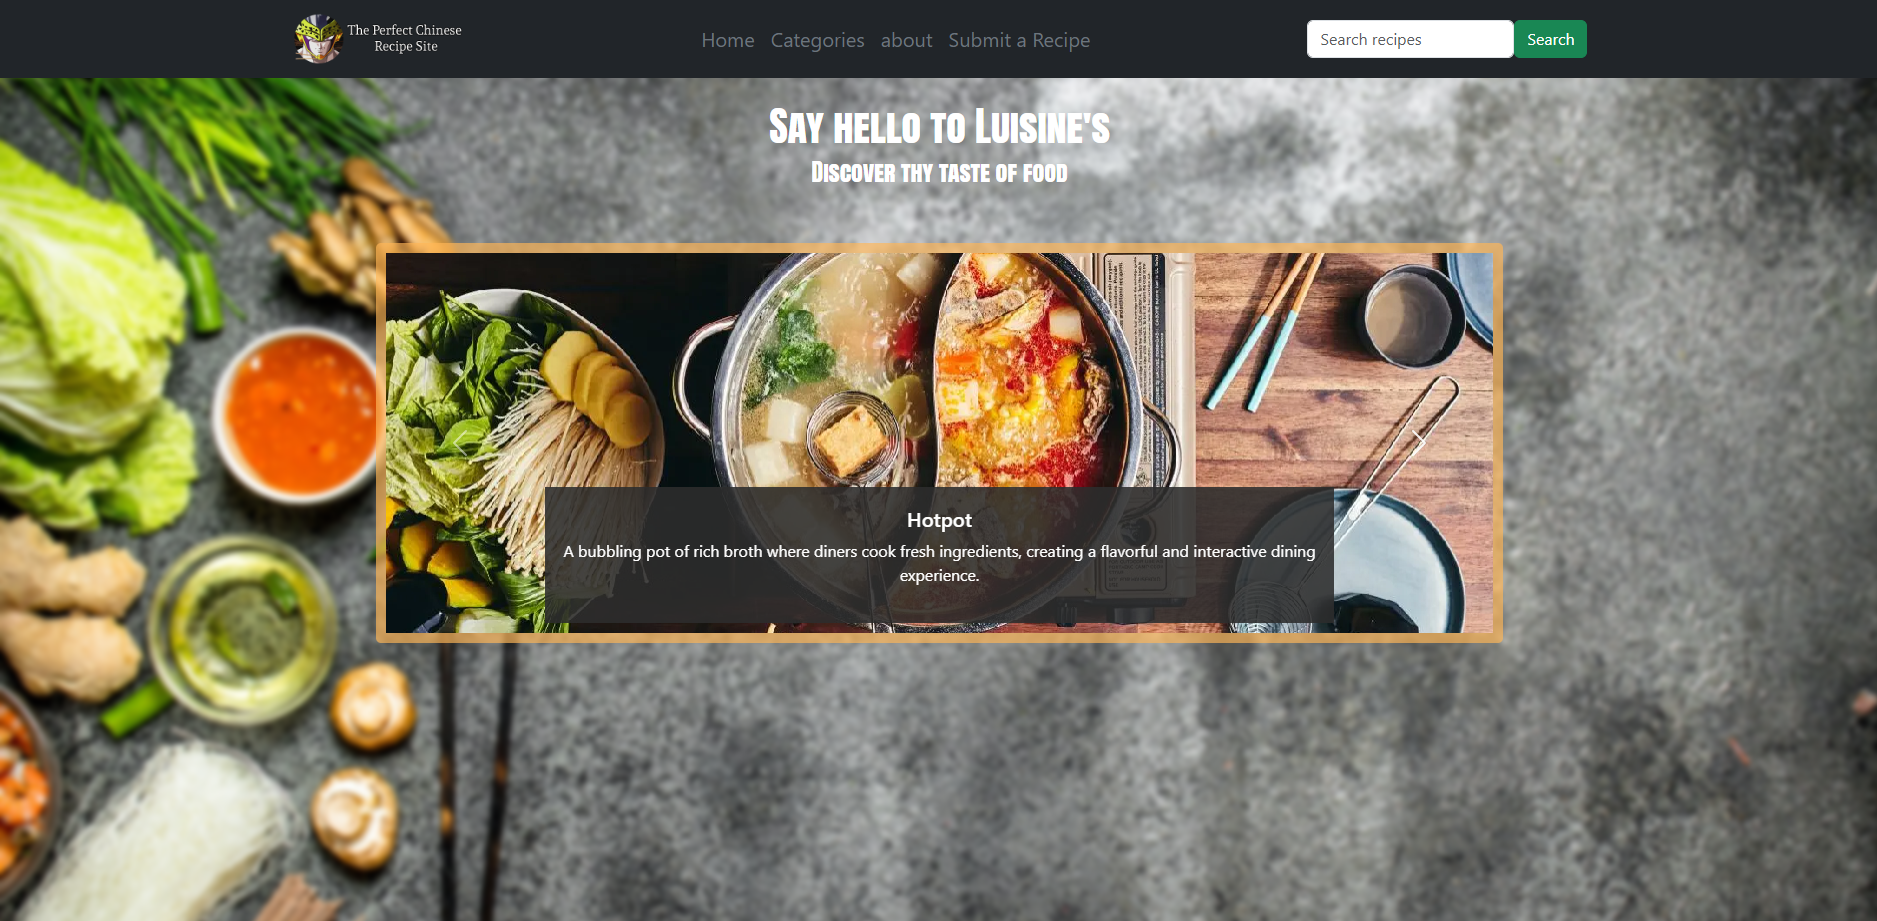 The Perfect Chinese
Recipe Site
Home Categories about Submit a Recipe
Search recipes Search
Say hello to Luisine's
Discover thy taste of food
Hotpot
A bubbling pot of rich broth where diners cook fresh ingredients, creating a flavorful and interactive dining
experience.